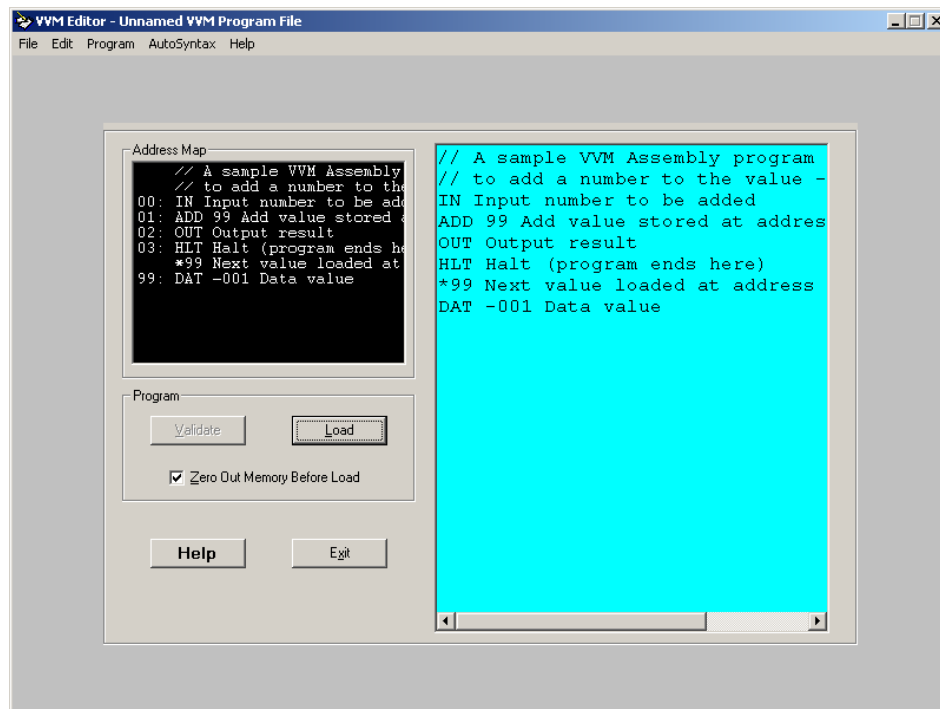 VVM Editor - Unnamed VVM Program File
File Edit Program AutoSyntax Help
Address Map
// A sample VVM Assembly
// to add a number to the
00: IN Input number to be add
01: ADD 99 Add value stored
02: OUT Output result
03: HLT Halt (program ends he
*99 Next value loaded at
99: DAT -001 Data value
// A sample VVM Assembly program
// to add a number to the value -
IN Input number to be added
ADD 99 Add value stored at addres
OUT Output result
HLT Halt (program ends here)
*99 Next value loaded at address
DAT -001 Data value
Program
Validate
Load
Zero Out Memory Before Load
Help
Exit